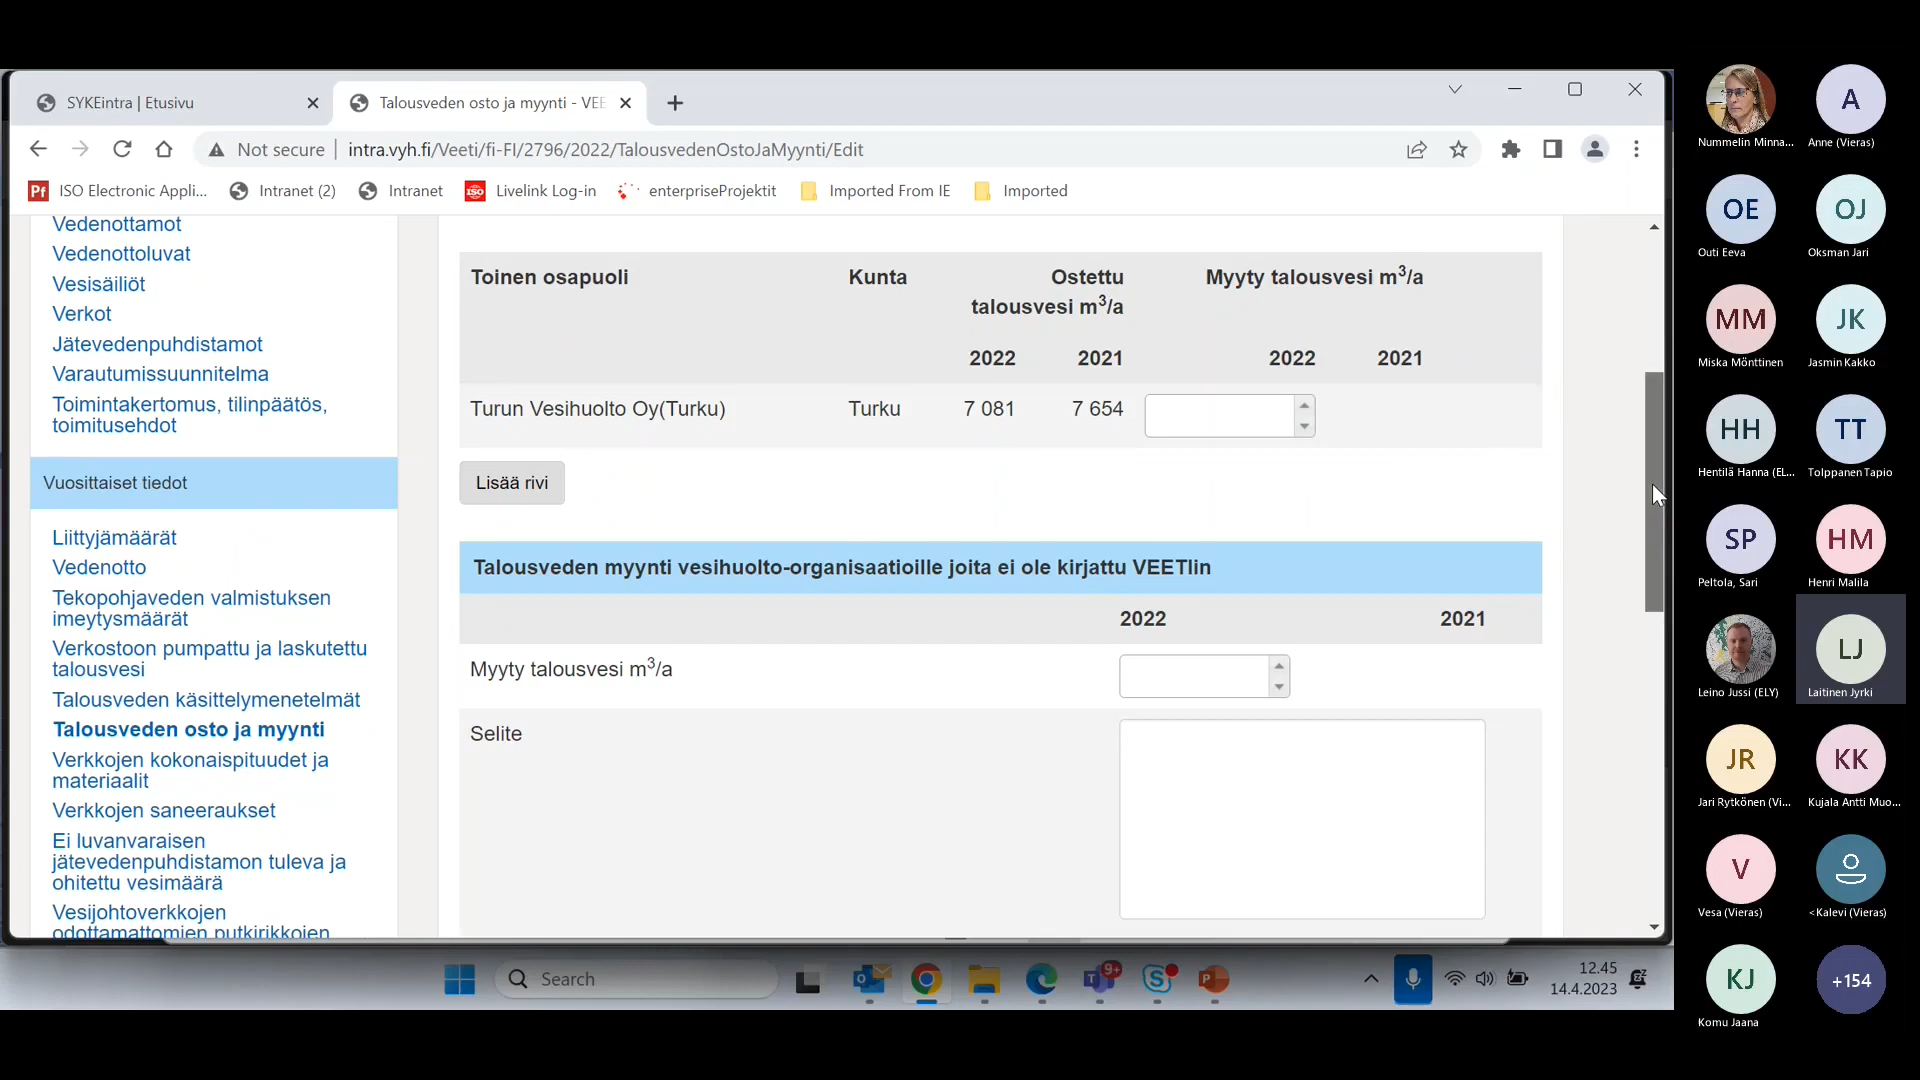 SYKEintra | Etusivu
Talousveden osto ja myynti - VEE
Not secure
intra.vyh.fi/Veeti/fi-FI/2796/2022/TalousvedenOstoJaMyynti/Edit
ISO Electronic Appli...
Intranet (2)
Intranet
Livelink Log-in
enterpriseProjektit
Imported From IE
Imported
Vedenottamot
Vedenottoluvat
Vesisäiliöt
Verkot
Jätevedenpuhdistamot
Varautumissuunnitelma
Toimintakertomus, tilinpäätös,
toimitusehdot
Vuosittaiset tiedot
Liittyjämäärät
Vedenotto
Tekopohjaveden valmistuksen
imeytysmäärät
Verkostoon pumpattu ja laskutettu
talousvesi
Talousveden käsittelymenetelmät
Talousveden osto ja myynti
Verkkojen kokonaispituudet ja
materiaalit
Verkkojen saneeraukset
Ei luvanvaraisen
jätevedenpuhdistamon tuleva ja
ohitettu vesimäärä
Vesijohtoverkkojen
odottamattomien putkirikkojen
Toinen osapuoli Kunta Ostettu Myyty talousvesi m³/a
talousvesi m³/a
2022 2021 2022 2021
Turun Vesihuolto Oy(Turku) Turku 7 081 7 654
Lisää rivi
Talousveden myynti vesihuolto-organisaatioille joita ei ole kirjattu VEETIin
2022 2021
Myyty talousvesi m³/a
Selite
Search
9+
12.45
14.4.2023
Nummelin Minna...
A
Anne (Vieras)
OE
Outi Eeva
OJ
Oksman Jari
MM
Miska Mönttinen
JK
Jasmin Kakko
HH
Hentilä Hanna (EL...
TT
Tolppanen Tapio
SP
Peltola, Sari
HM
Henri Malila
Leino Jussi (ELY)
LJ
Laitinen Jyrki
JR
Jari Rytkönen (Vi...
KK
Kujala Antti Muo...
V
Vesa (Vieras)
<Kalevi (Vieras)
KJ
Komu Jaana
+154